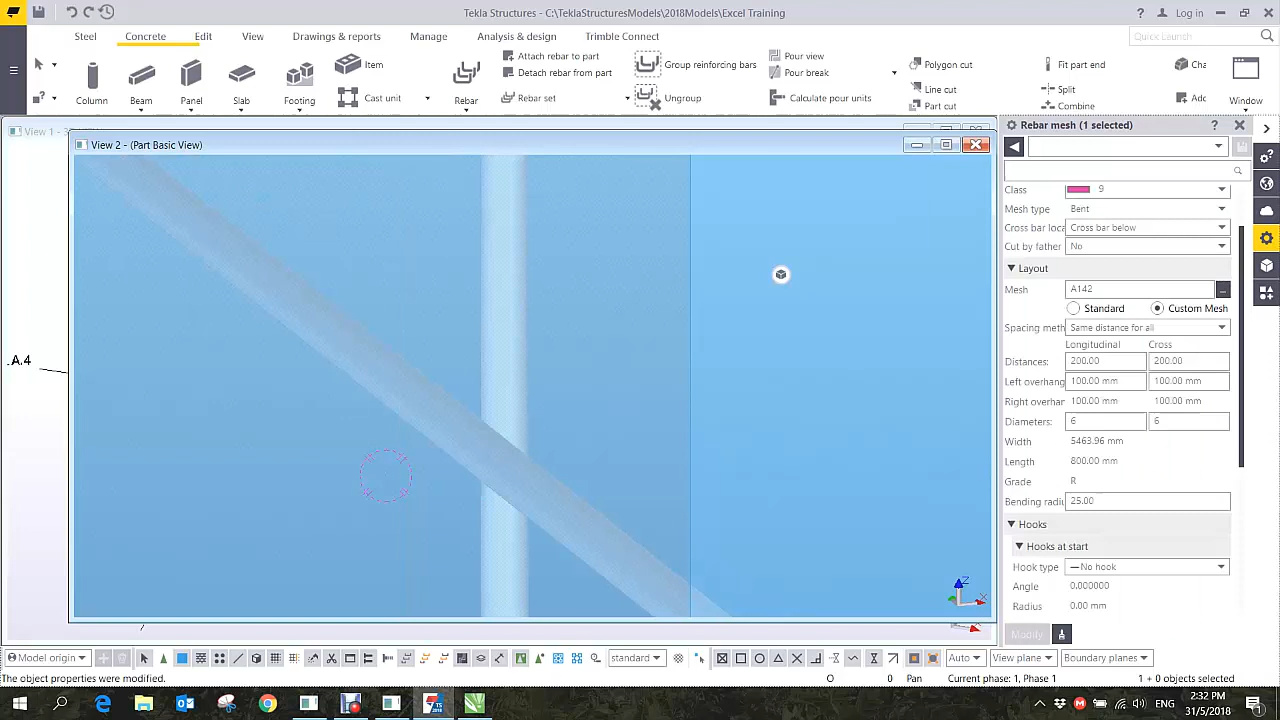 Tekla Structures - C:\TeklaStructuresModels\2018Models\Excel Training
Log in
Steel Concrete Edit View Drawings & reports Manage Analysis & design Trimble Connect
Quick Launch
Column Beam Panel Slab Footing Item Cast unit Rebar
Attach rebar to part
Detach rebar from part
Rebar set
Group reinforcing bars
Ungroup
Pour view
Pour break
Calculate pour units
Polygon cut
Line cut
Part cut
Fit part end
Split
Combine
Cha
Adc
Window
View 1 - 3
View 2 - (Part Basic View)
A.4
Rebar mesh (1 selected)
Class 9
Mesh type Bent
Cross bar loca Cross bar below
Cut by father No
Layout
Mesh A142
Standard Custom Mesh
Spacing meth Same distance for all
Longitudinal Cross
Distances: 200.00 200.00
Left overhang 100.00 mm 100.00 mm
Right overhan 100.00 mm 100.00 mm
Diameters: 6 6
Width 5463.96 mm
Length 800.00 mm
Grade R
Bending radiu 25.00
Hooks
Hooks at start
Hook type No hook
Angle 0.000000
Radius 0.00 mm
Modify
Z
X
Model origin
standard
Auto View plane Boundary planes
The object properties were modified.
O 0 Pan Current phase: 1, Phase 1 1 + 0 objects selected
ENG
2:32 PM
31/5/2018